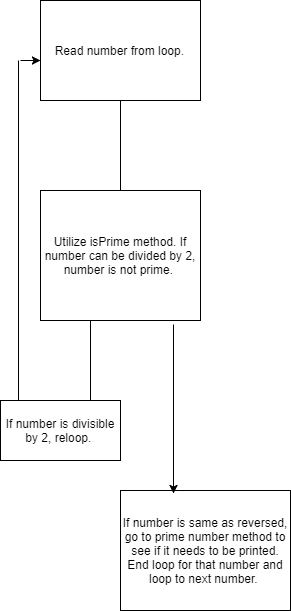 Read number from loop.
Utilize isPrime method. If
number can be divided by 2,
number is not prime.
If number is divisible
by 2, reloop.
If number is same as reversed,
go to prime number method to
see if it needs to be printed.
End loop for that number and
loop to next number.